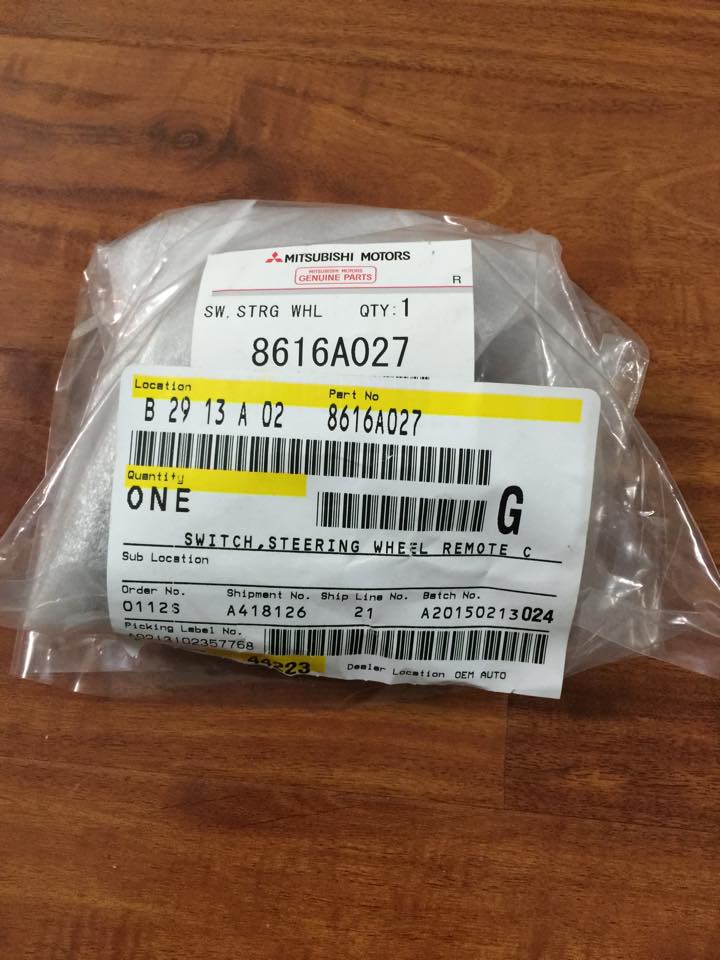 MITSUBISHI MOTORS
MITSUBISHI MOTORS
GENUINE PARTS
R
SW, STRG WHL QTY:1
8616A027
Location Part No
B 29 13 A 02 8616A027
Quantity
ONE G
SWITCH,STEERING WHEEL REMOTE C
Sub Location
Order No. Shipment No. Ship Line No. Batch No.
0112S A418126 21 A20150213024
Picking Label No.
Dealer Location OEM AUTO